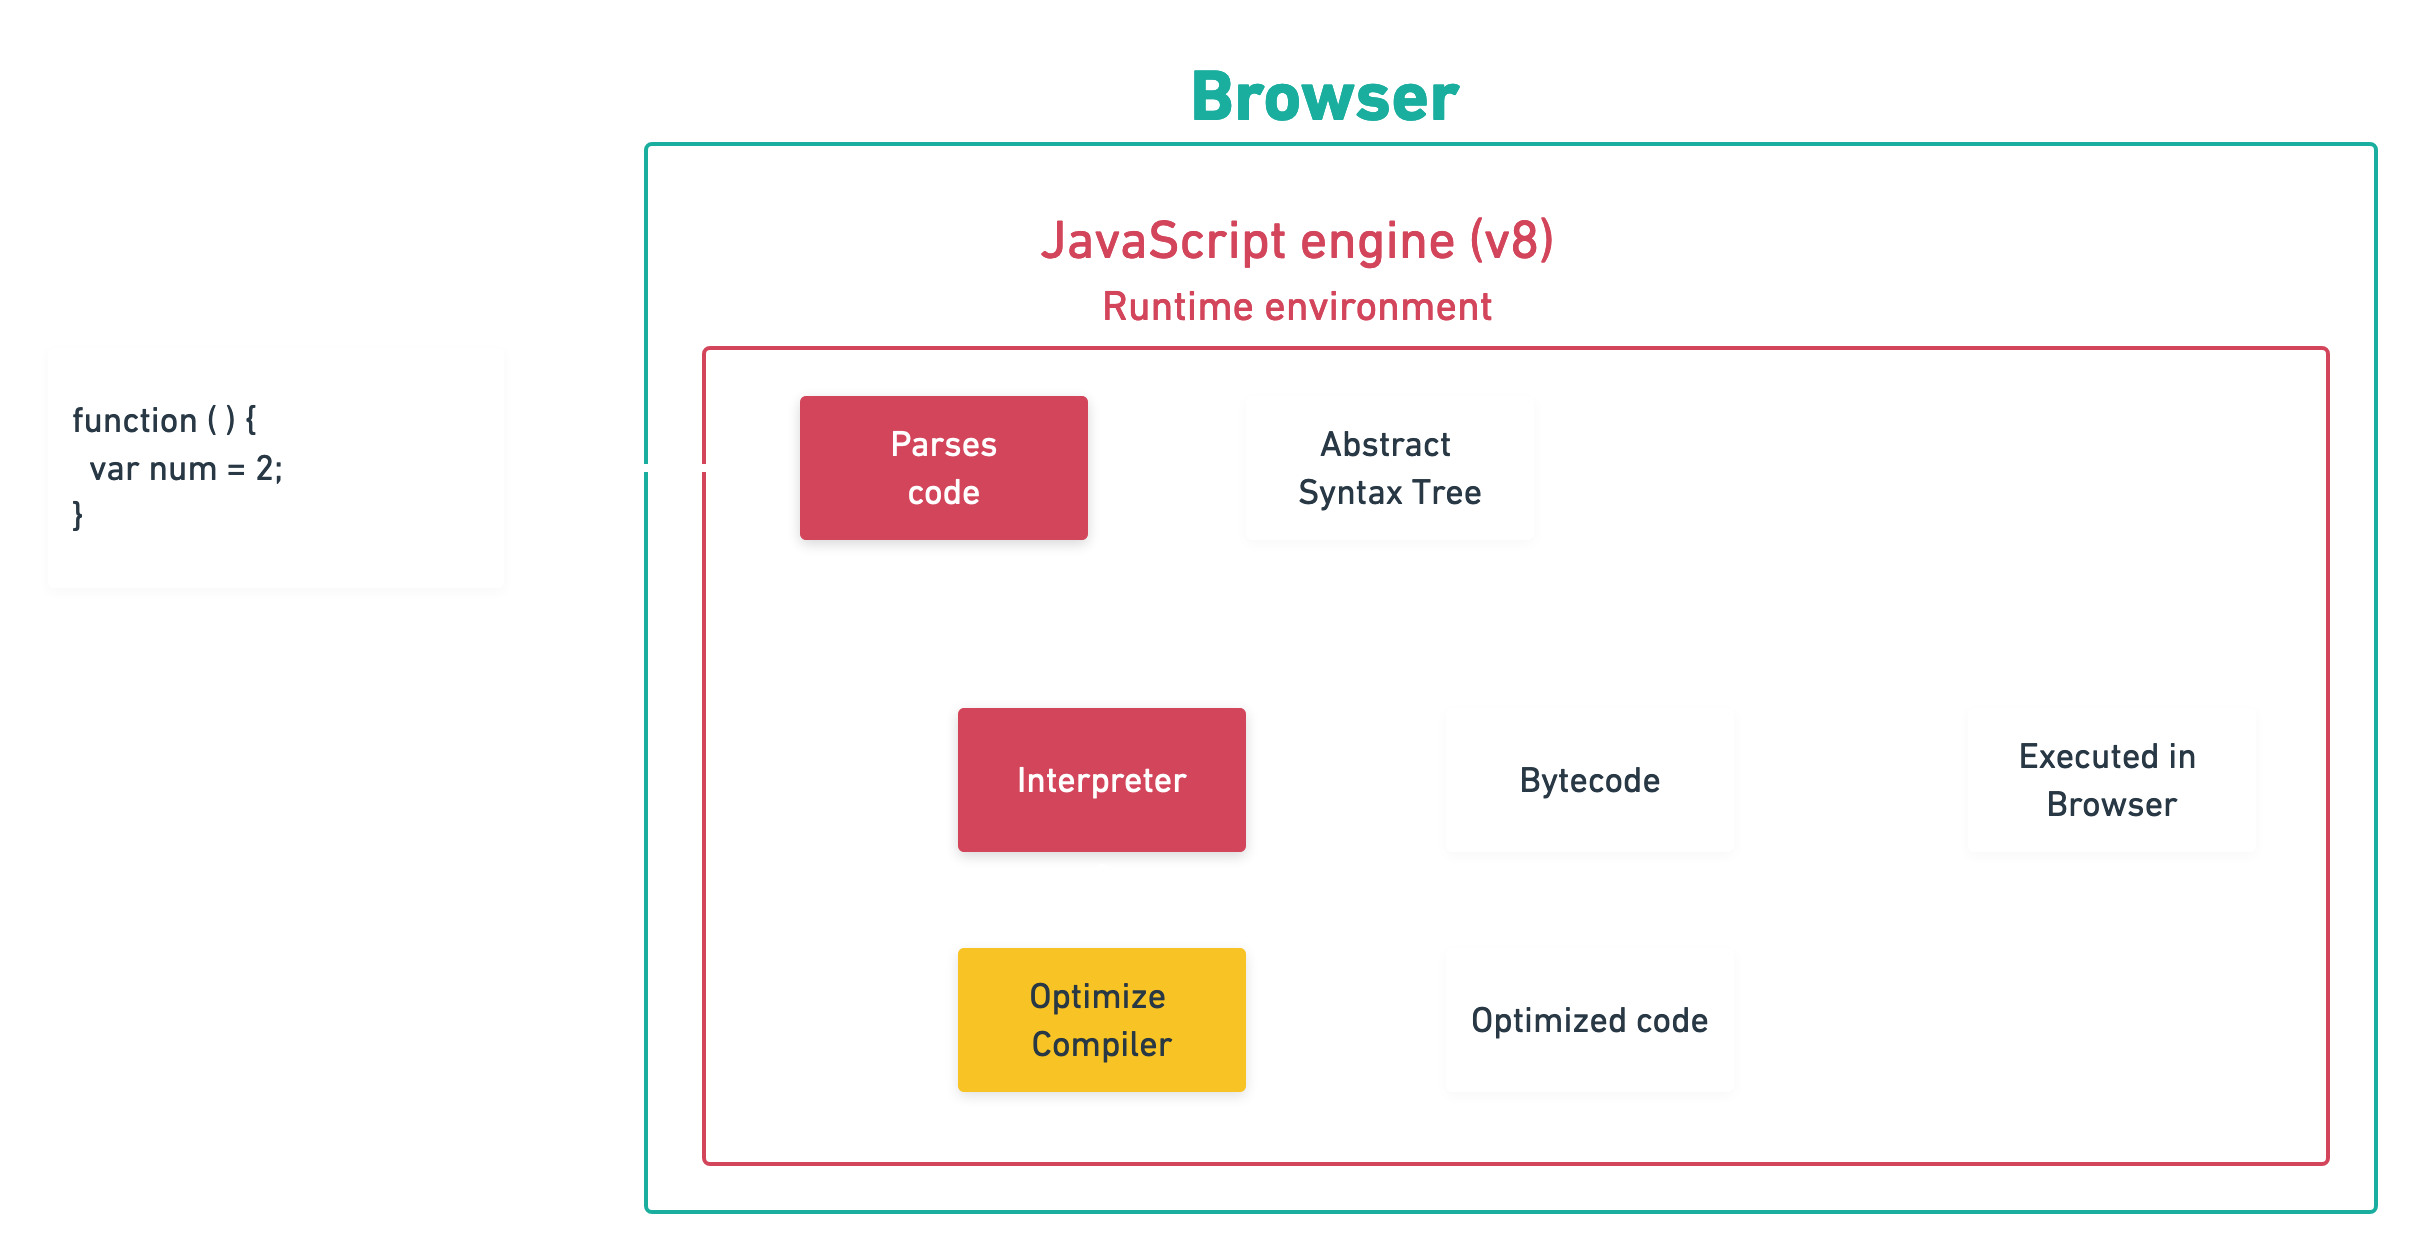 Browser
JavaScript engine (v8)
Runtime environment
function ( ) {
var num = 2;
}
Parses
code
Abstract
Syntax Tree
Interpreter
Bytecode
Executed in
Browser
Optimize
Compiler
Optimized code